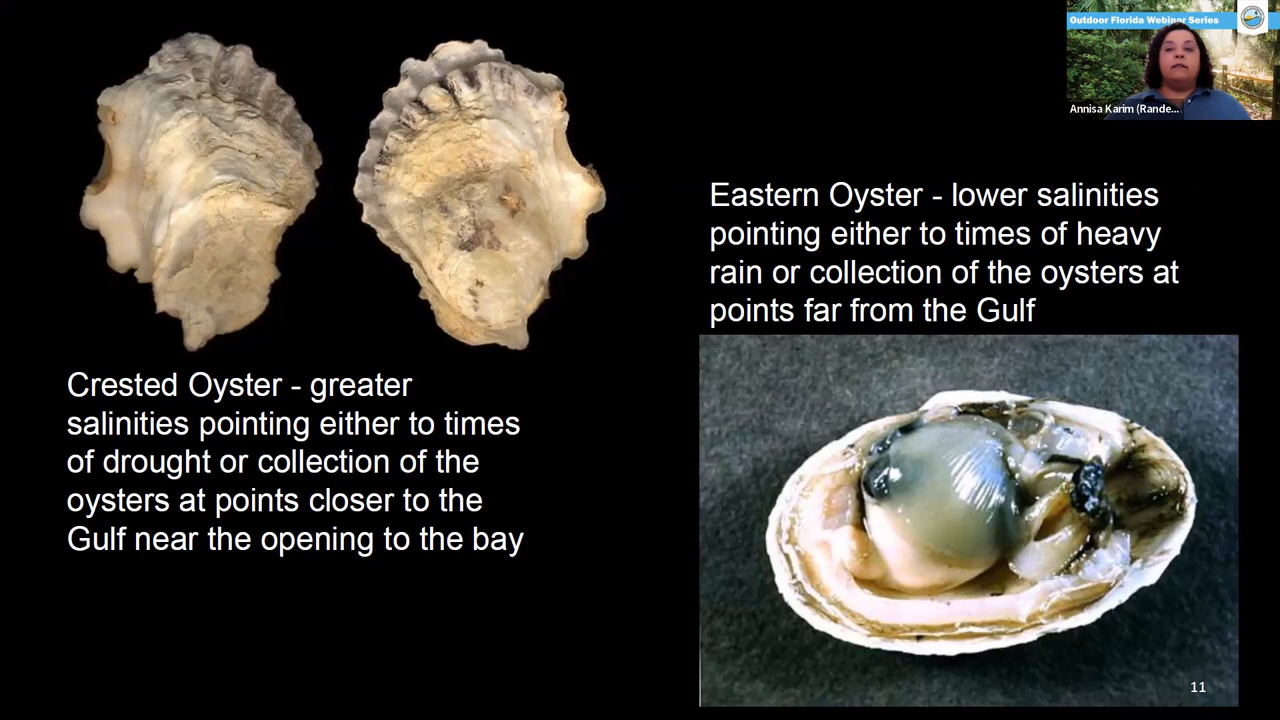 Outdoor Florida Webinar Series
Annisa Karim (Rande...
Eastern Oyster - lower salinities
pointing either to times of heavy
rain or collection of the oysters at
points far from the Gulf
Crested Oyster - greater
salinities pointing either to times
of drought or collection of the
oysters at points closer to the
Gulf near the opening to the bay
11